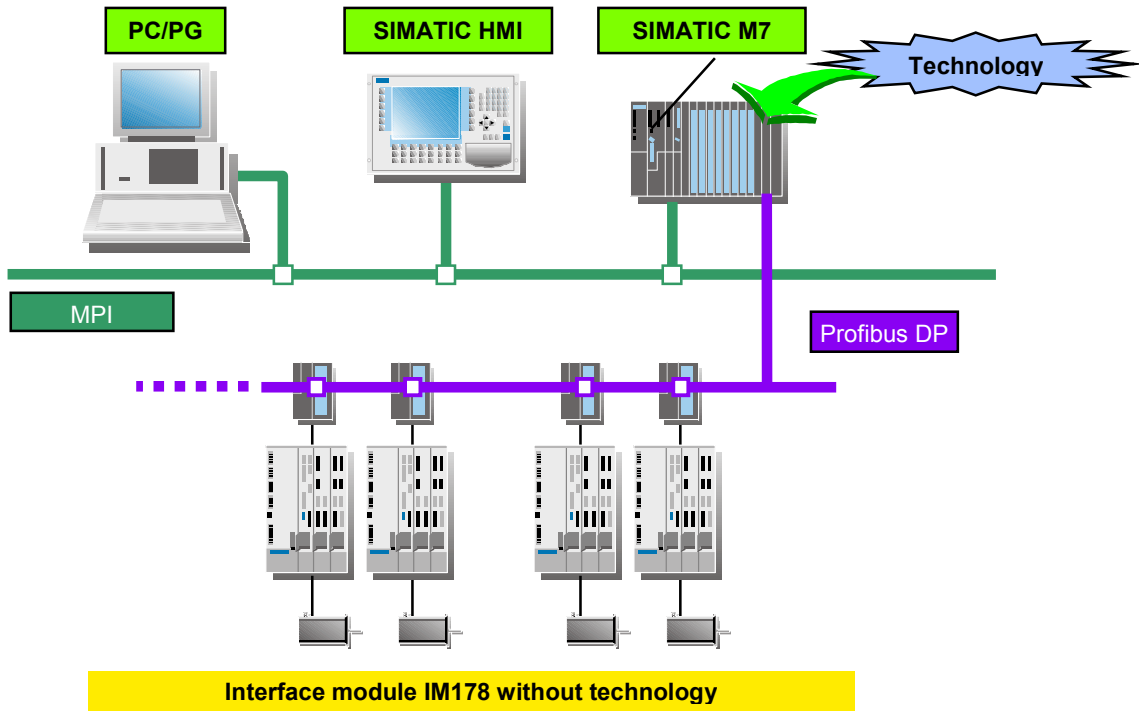 PC/PG
SIMATIC HMI
SIMATIC M7
Technology
MPI
Profibus DP
Interface module IM178 without technology